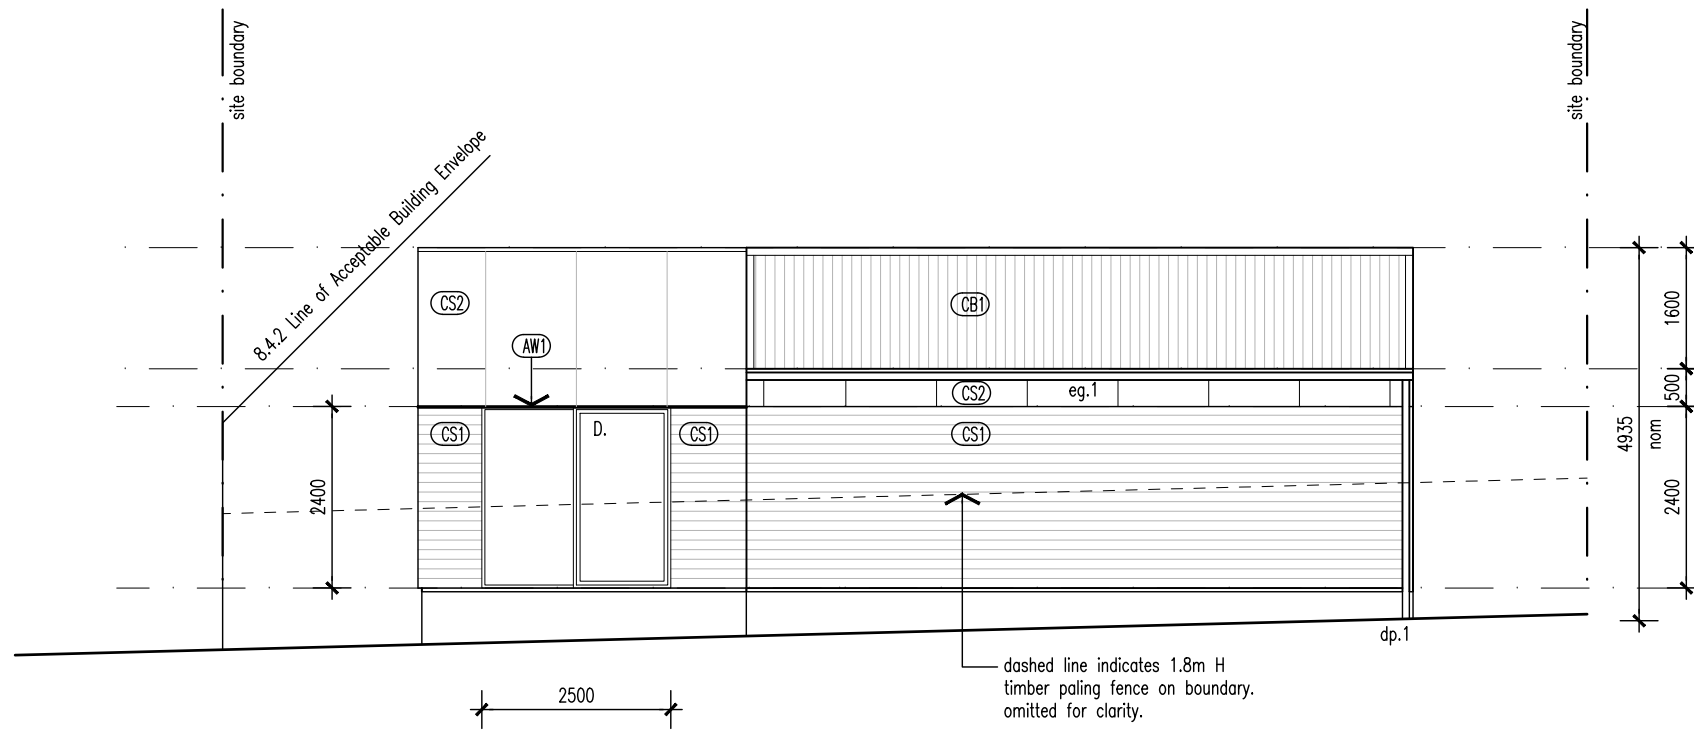 site boundary
site boundary
8.4.2 Line of Acceptable Building Envelope
CS2
CB1
1600
AW1
CS2
eg.1
500
CS1
D.
CS1
CS1
4935
nom
2400
2400
dp.1
dashed line indicates 1.8m H
timber paling fence on boundary.
omitted for clarity.
2500